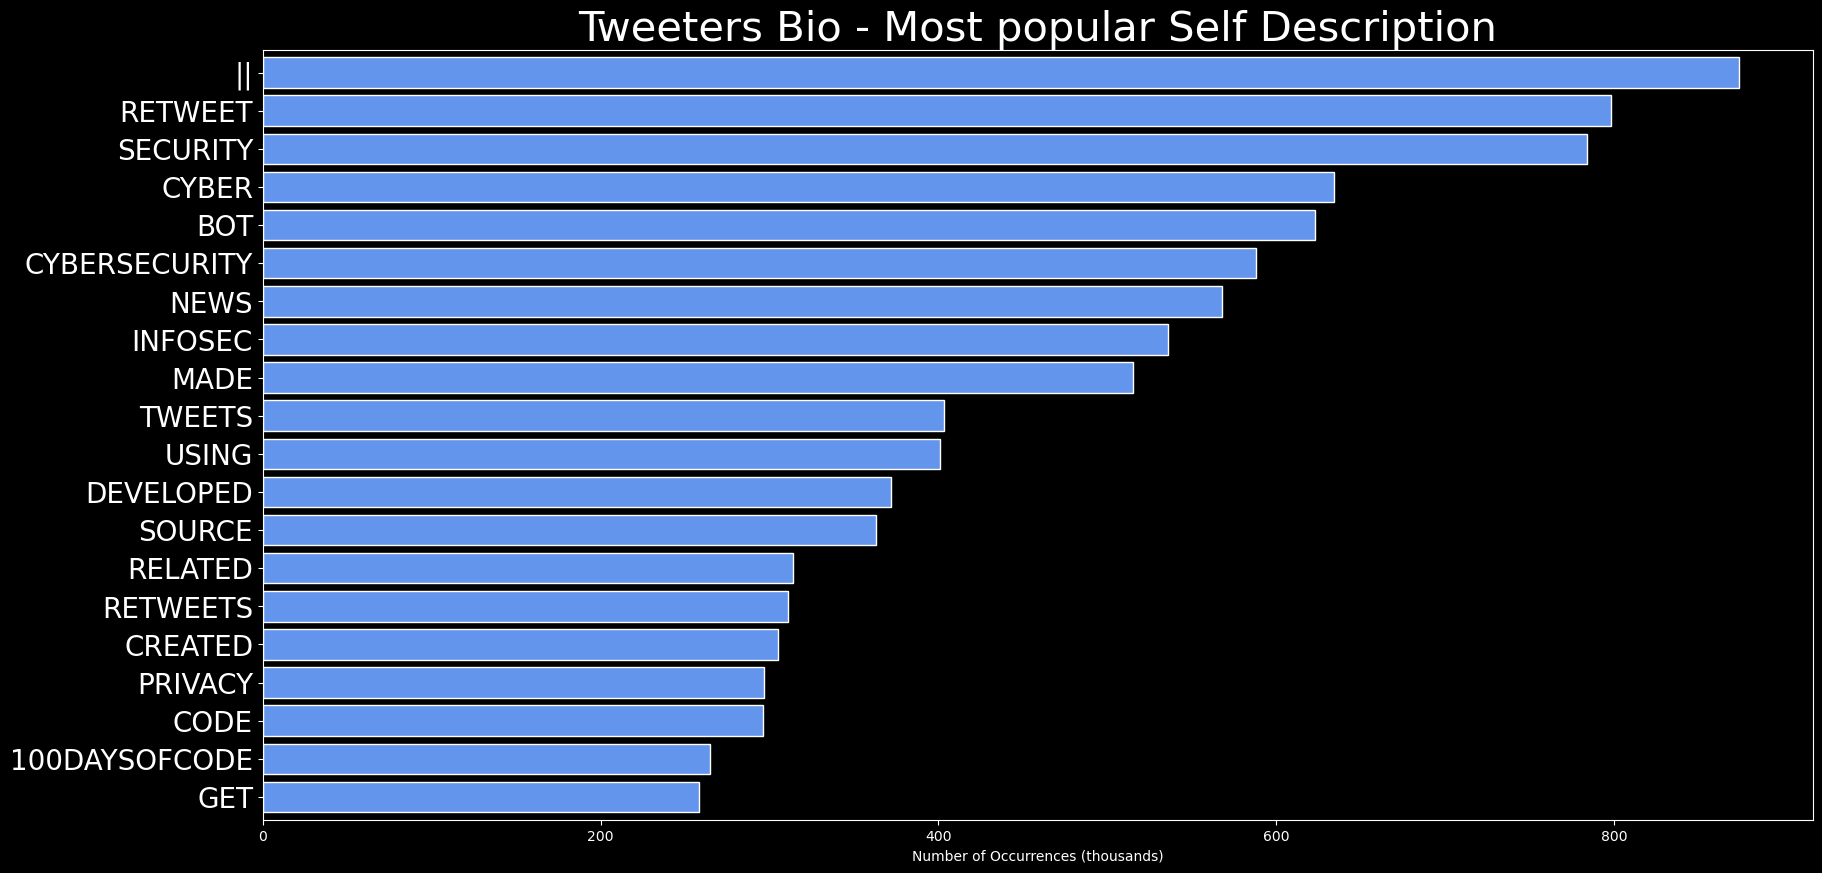 Tweeters Bio - Most popular Self Description
||
RETWEET
SECURITY
CYBER
BOT
CYBERSECURITY
NEWS
INFOSEC
MADE
TWEETS
USING
DEVELOPED
SOURCE
RELATED
RETWEETS
CREATED
PRIVACY
CODE
100DAYSOFCODE
GET
0 200 400 600 800
Number of Occurrences (thousands)